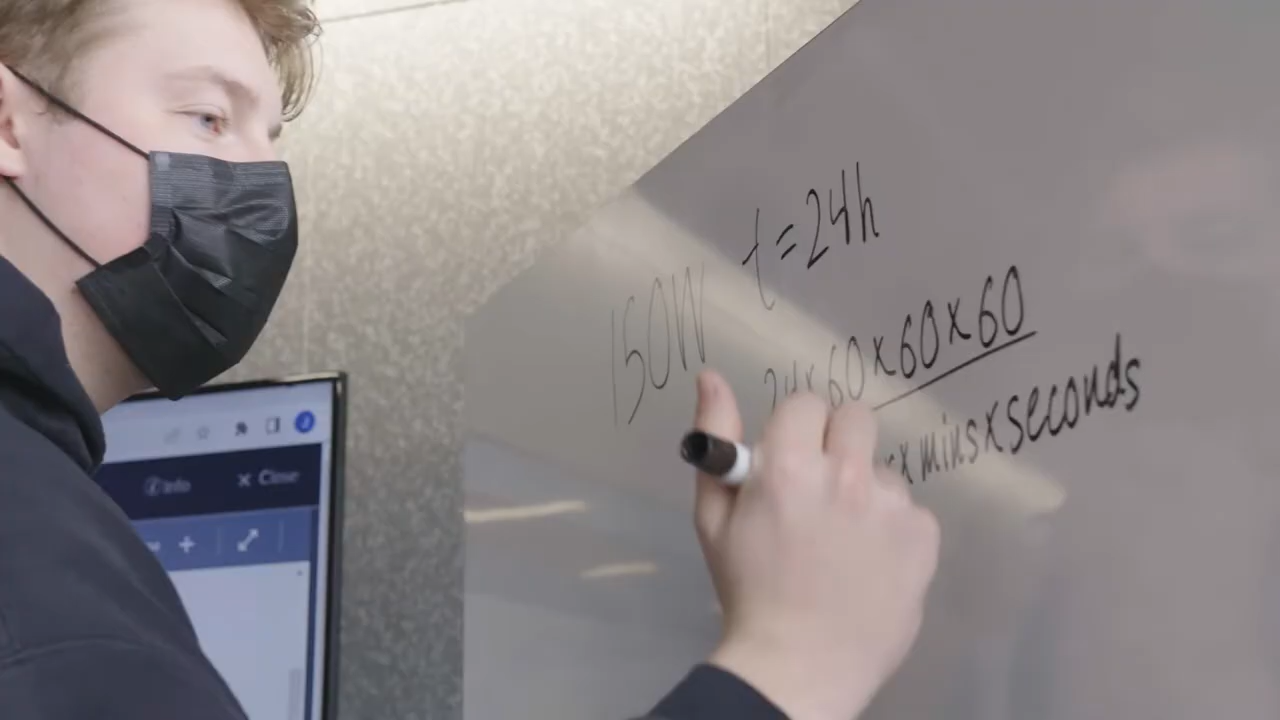 t=24h
150W
24x60x60x60
x mins x seconds
Info
× Close